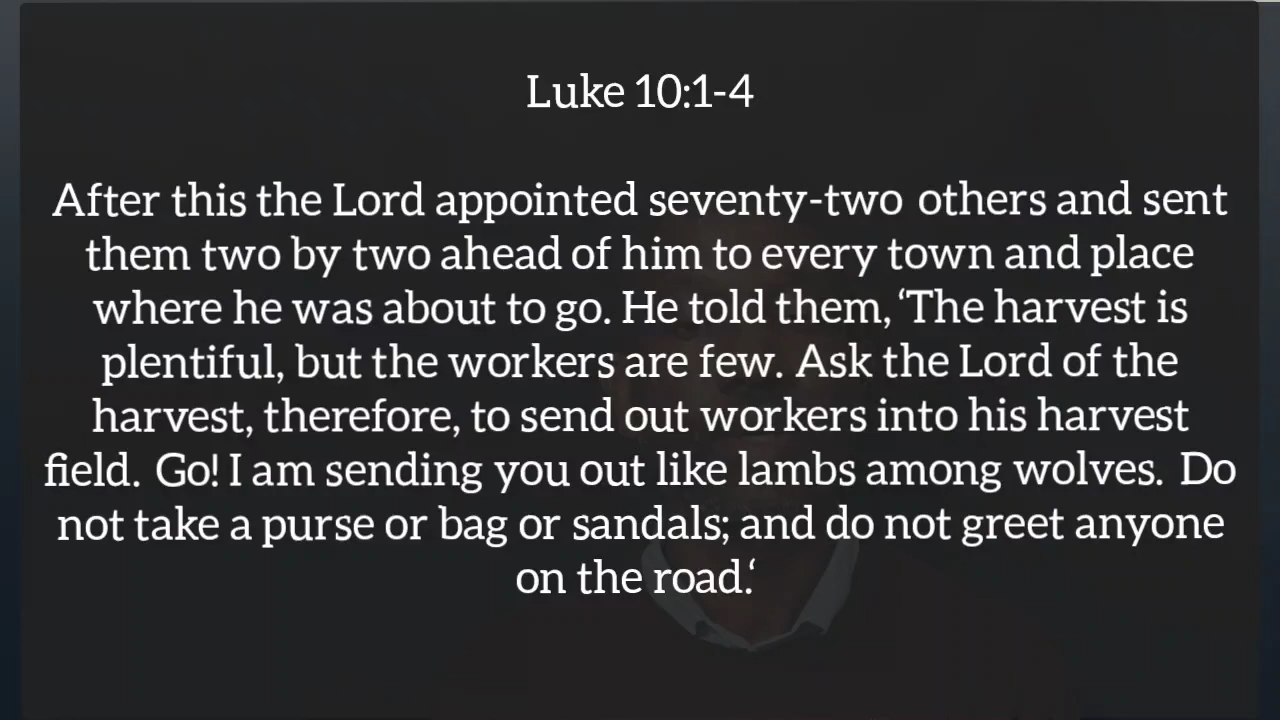 Luke 10:1-4
After this the Lord appointed seventy-two others and sent
them two by two ahead of him to every town and place
where he was about to go. He told them, ‘The harvest is
plentiful, but the workers are few. Ask the Lord of the
harvest, therefore, to send out workers into his harvest
field. Go! I am sending you out like lambs among wolves. Do
not take a purse or bag or sandals; and do not greet anyone
on the road.‘